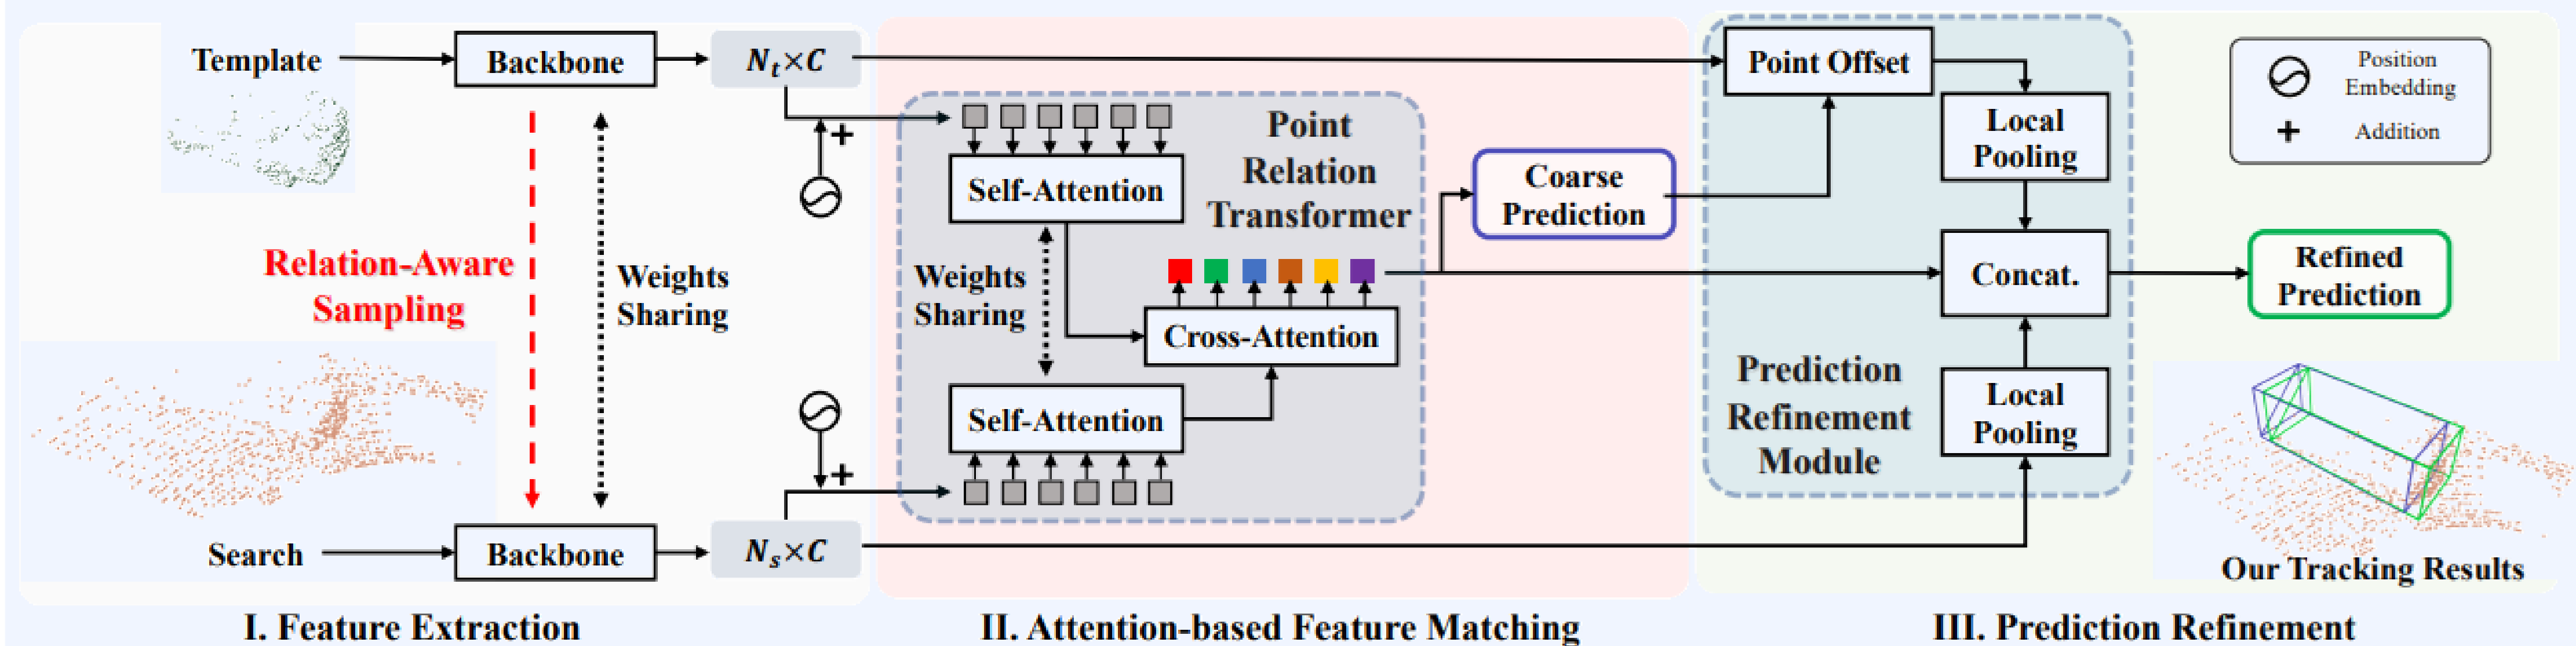 Template
Backbone
N_t×C
+
Relation-Aware
Sampling
Weights
Sharing
Search
Backbone
N_s×C
+
I. Feature Extraction
Self-Attention
Point
Relation
Transformer
Weights
Sharing
Cross-Attention
Self-Attention
Coarse
Prediction
II. Attention-based Feature Matching
Point Offset
Local
Pooling
Concat.
Local
Pooling
Prediction
Refinement
Module
Position
Embedding
+
Addition
Refined
Prediction
Our Tracking Results
III. Prediction Refinement